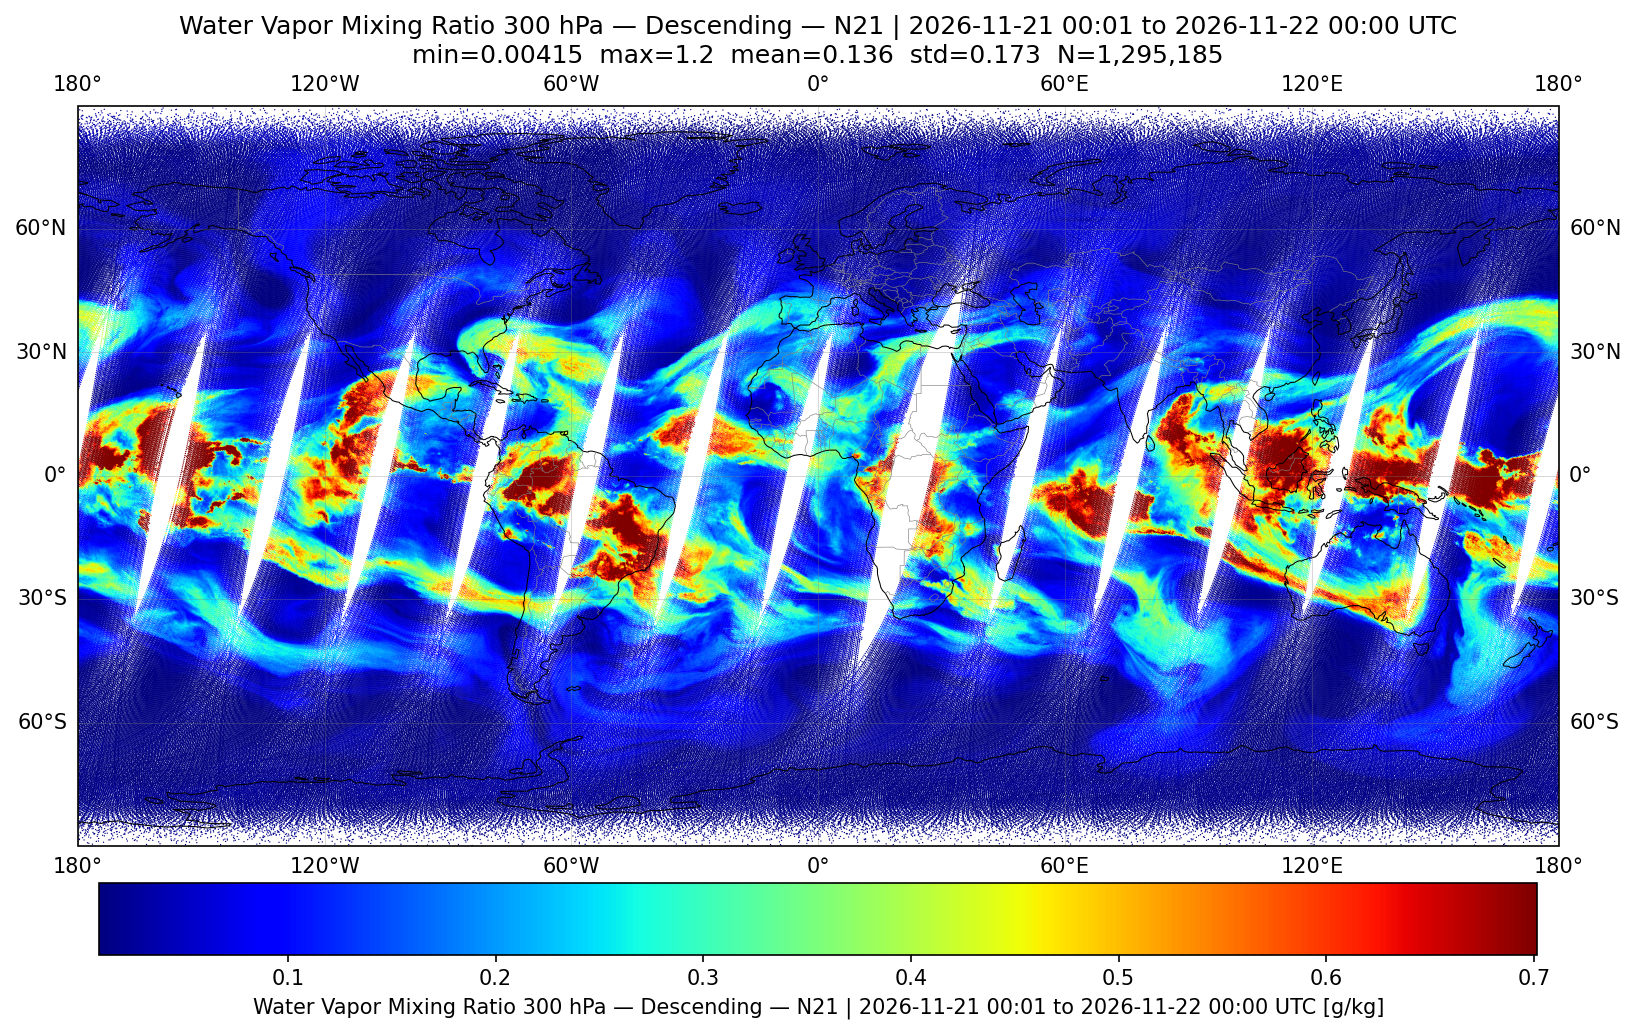 Water Vapor Mixing Ratio 300 hPa — Descending — N21 | 2026-11-21 00:01 to 2026-11-22 00:00 UTC
min=0.00415  max=1.2  mean=0.136  std=0.173  N=1,295,185
180° 120°W 60°W 0° 60°E 120°E 180°
60°N 60°N
30°N 30°N
0° 0°
30°S 30°S
60°S 60°S
180° 120°W 60°W 0° 60°E 120°E 180°
0.1 0.2 0.3 0.4 0.5 0.6 0.7
Water Vapor Mixing Ratio 300 hPa — Descending — N21 | 2026-11-21 00:01 to 2026-11-22 00:00 UTC [g/kg]